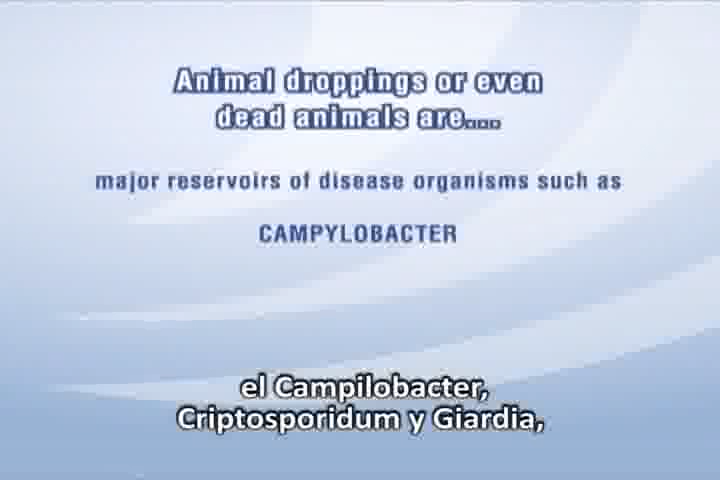 Animal droppings or even
dead animals are....
major reservoirs of disease organisms such as
CAMPYLOBACTER
el Campilobacter,
Criptosporidum y Giardia,